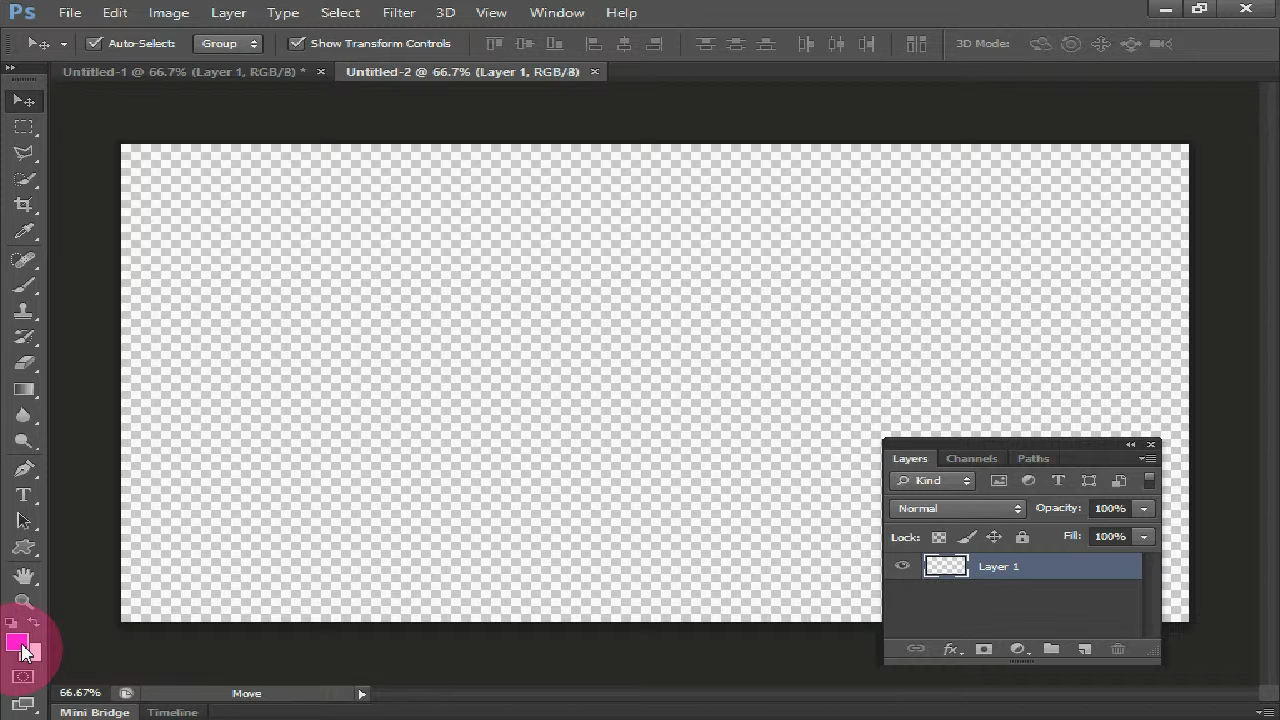 Ps File Edit Image Layer Type Select Filter 3D View Window Help
Auto-Select: Group Show Transform Controls 3D Mode:
Untitled-1 @ 66.7% (Layer 1, RGB/8) * × Untitled-2 @ 66.7% (Layer 1, RGB/8) ×
Layers Channels Paths
Kind
Normal Opacity: 100%
Lock: Fill: 100%
Layer 1
fx
T
66.67% Move
Mini Bridge Timeline